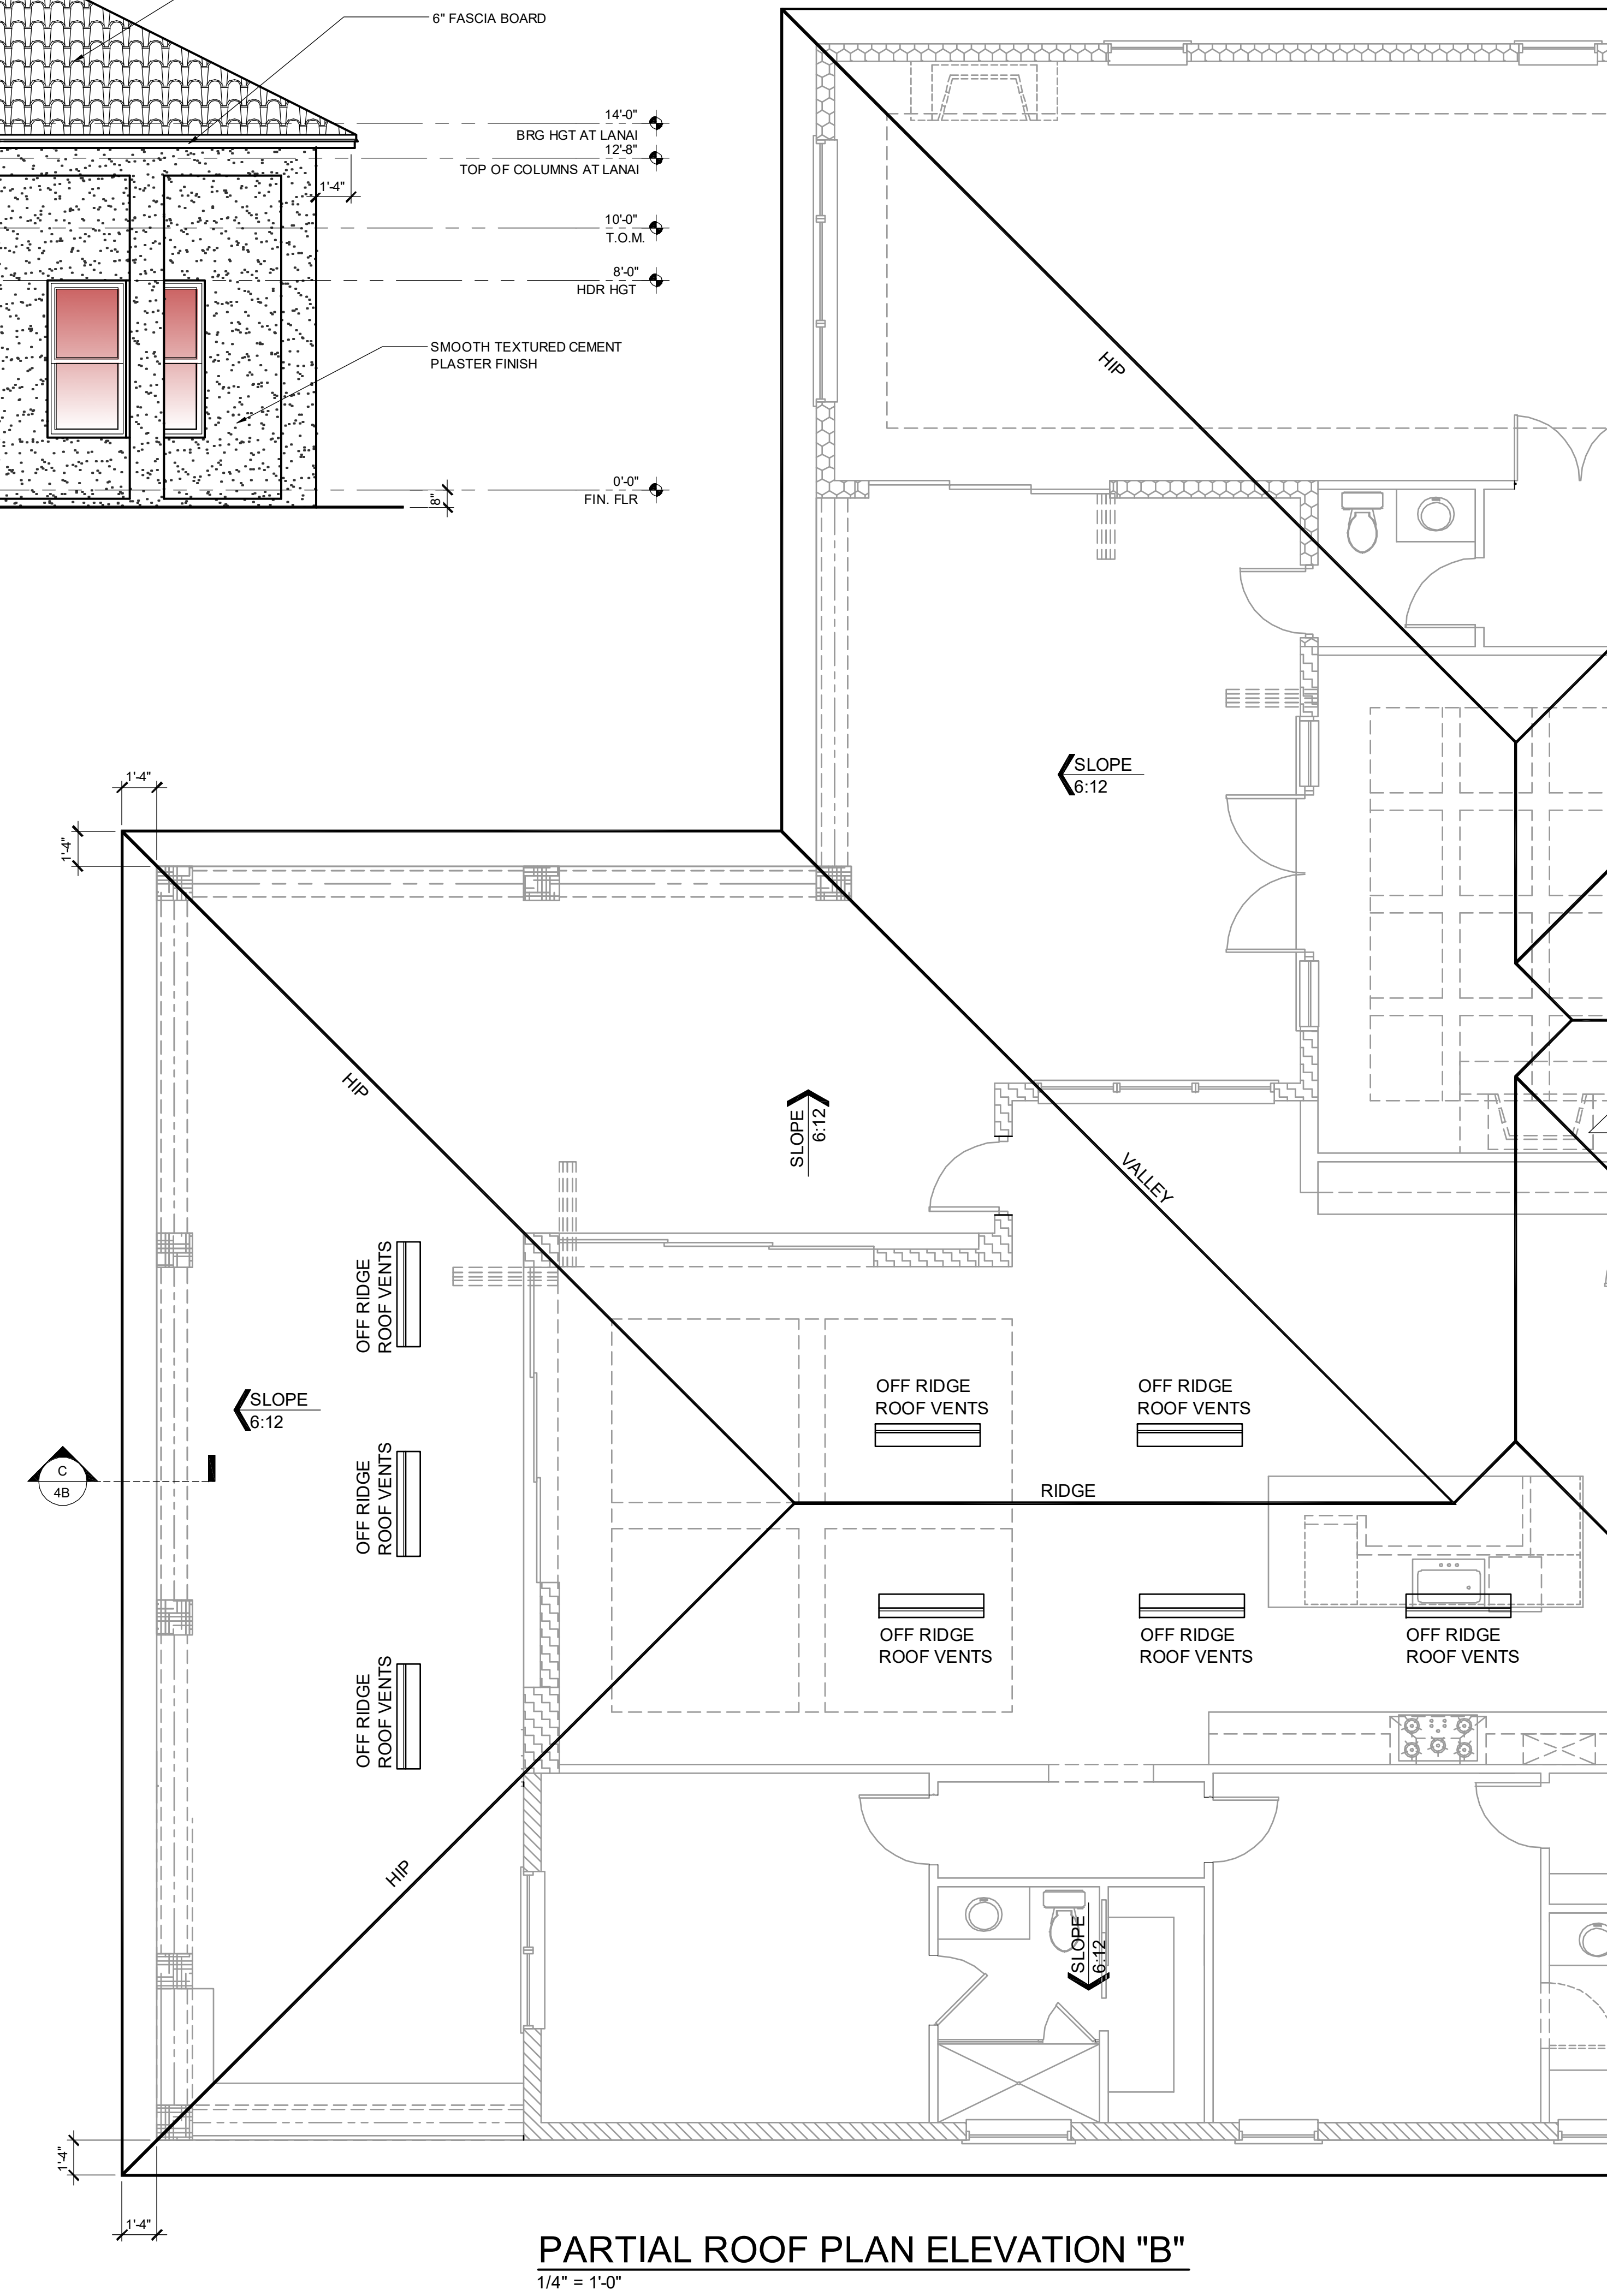 6" FASCIA BOARD
14'-0"
BRG HGT AT LANAI
12'-8"
TOP OF COLUMNS AT LANAI
1'-4"
10'-0"
T.O.M.
8'-0"
HDR HGT
SMOOTH TEXTURED CEMENT
PLASTER FINISH
0'-0"
FIN. FLR
8"
HIP
SLOPE
6:12
1'-4"
1'-4"
HIP
SLOPE
6:12
VALLEY
OFF RIDGE
ROOF VENTS
OFF RIDGE
ROOF VENTS
OFF RIDGE
ROOF VENTS
SLOPE
6:12
C
4B
OFF RIDGE
ROOF VENTS
RIDGE
OFF RIDGE
ROOF VENTS
OFF RIDGE
ROOF VENTS
OFF RIDGE
ROOF VENTS
OFF RIDGE
ROOF VENTS
HIP
SLOPE
6:12
1'-4"
1'-4"
PARTIAL ROOF PLAN ELEVATION "B"
1/4" = 1'-0"